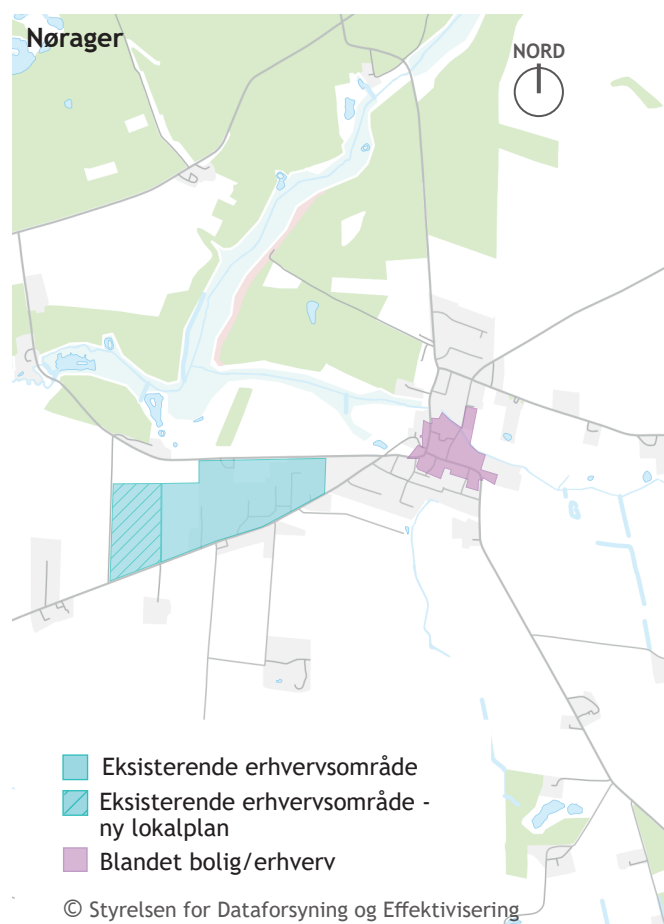 Nørager
NORD
Eksisterende erhvervsområde
Eksisterende erhvervsområde -
ny lokalplan
Blandet bolig/erhverv
© Styrelsen for Dataforsyning og Effektivisering